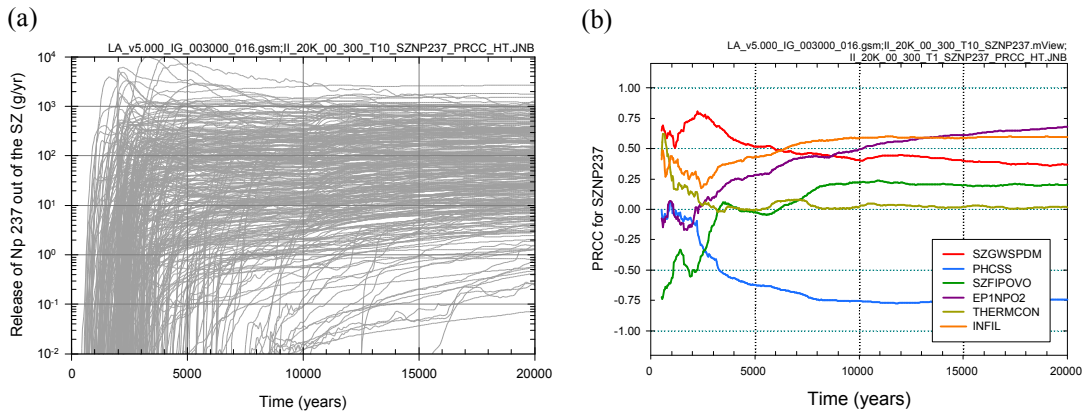 (a)
LA_v5.000_IG_003000_016.gsm;II_20K_00_300_T10_SZNP237_PRCC_HT.JNB
Release of Np 237 out of the SZ (g/yr)
10^4
10^3
10^2
10^1
10^0
10^-1
10^-2
0 5000 10000 15000 20000
Time (years)
(b)
LA_v5.000_IG_003000_016.gsm;II_20K_00_300_T10_SZNP237.mView;
II_20K_00_300_T1_SZNP237_PRCC_HT.JNB
PRCC for SZNP237
1.00
0.75
0.50
0.25
0.00
-0.25
-0.50
-0.75
-1.00
SZGWSPDM
PHCSS
SZFIPOVO
EP1NPO2
THERMCON
INFIL
0 5000 10000 15000 20000
Time (years)